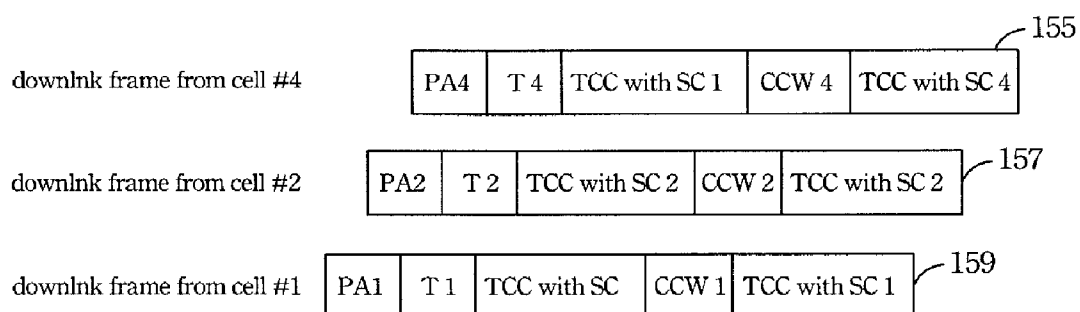 155
downlnk frame from cell #4 PA4 T 4 TCC with SC 1 CCW 4 TCC with SC 4
157
downlnk frame from cell #2 PA2 T 2 TCC with SC 2 CCW 2 TCC with SC 2
159
downlnk frame from cell #1 PA1 T 1 TCC with SC CCW 1 TCC with SC 1